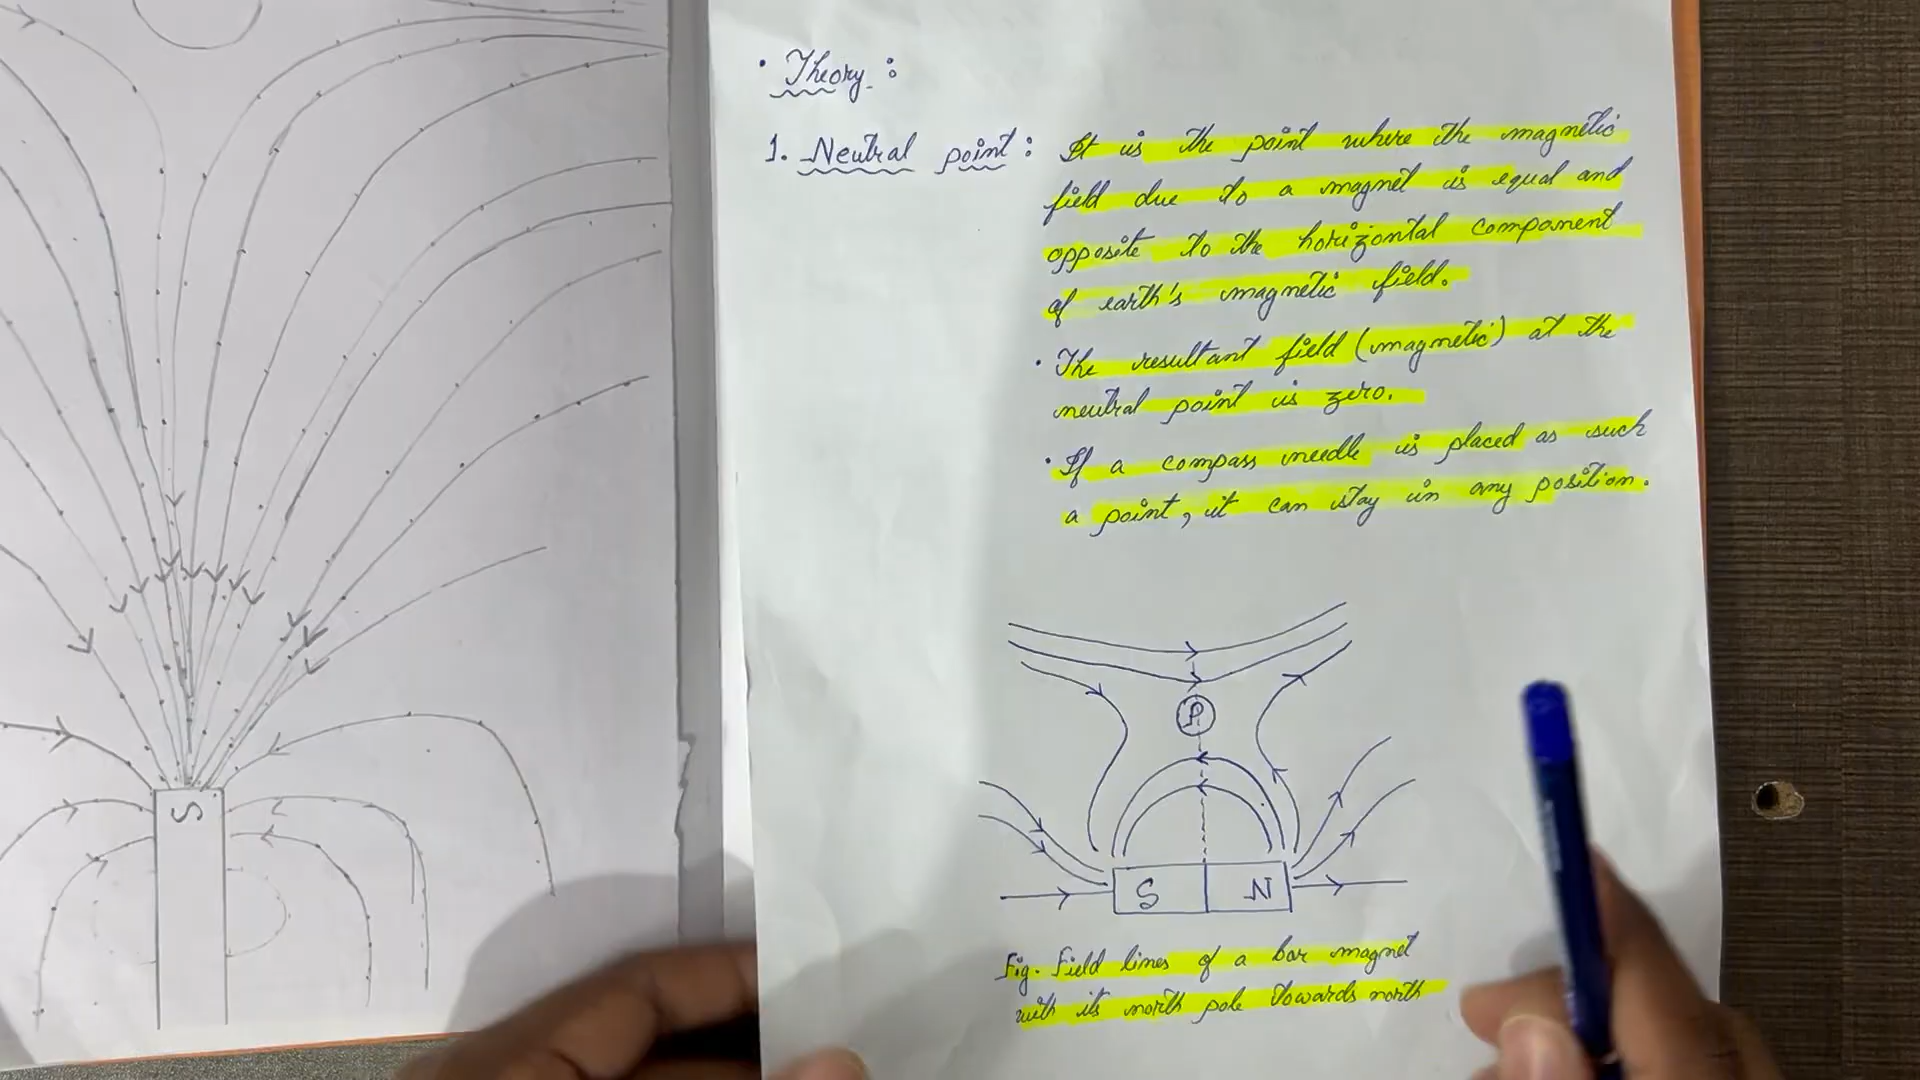 S
• Theory :
1. Neutral point : It is the point where the magnetic
field due to a magnet is equal and
opposite to the horizontal component
of earth's magnetic field.
• The resultant field (magnetic) at the
neutral point is zero.
• If a compass needle is placed as such
a point, it can stay in any position.
P
S N
Fig. Field lines of a bar magnet
with its north pole towards north